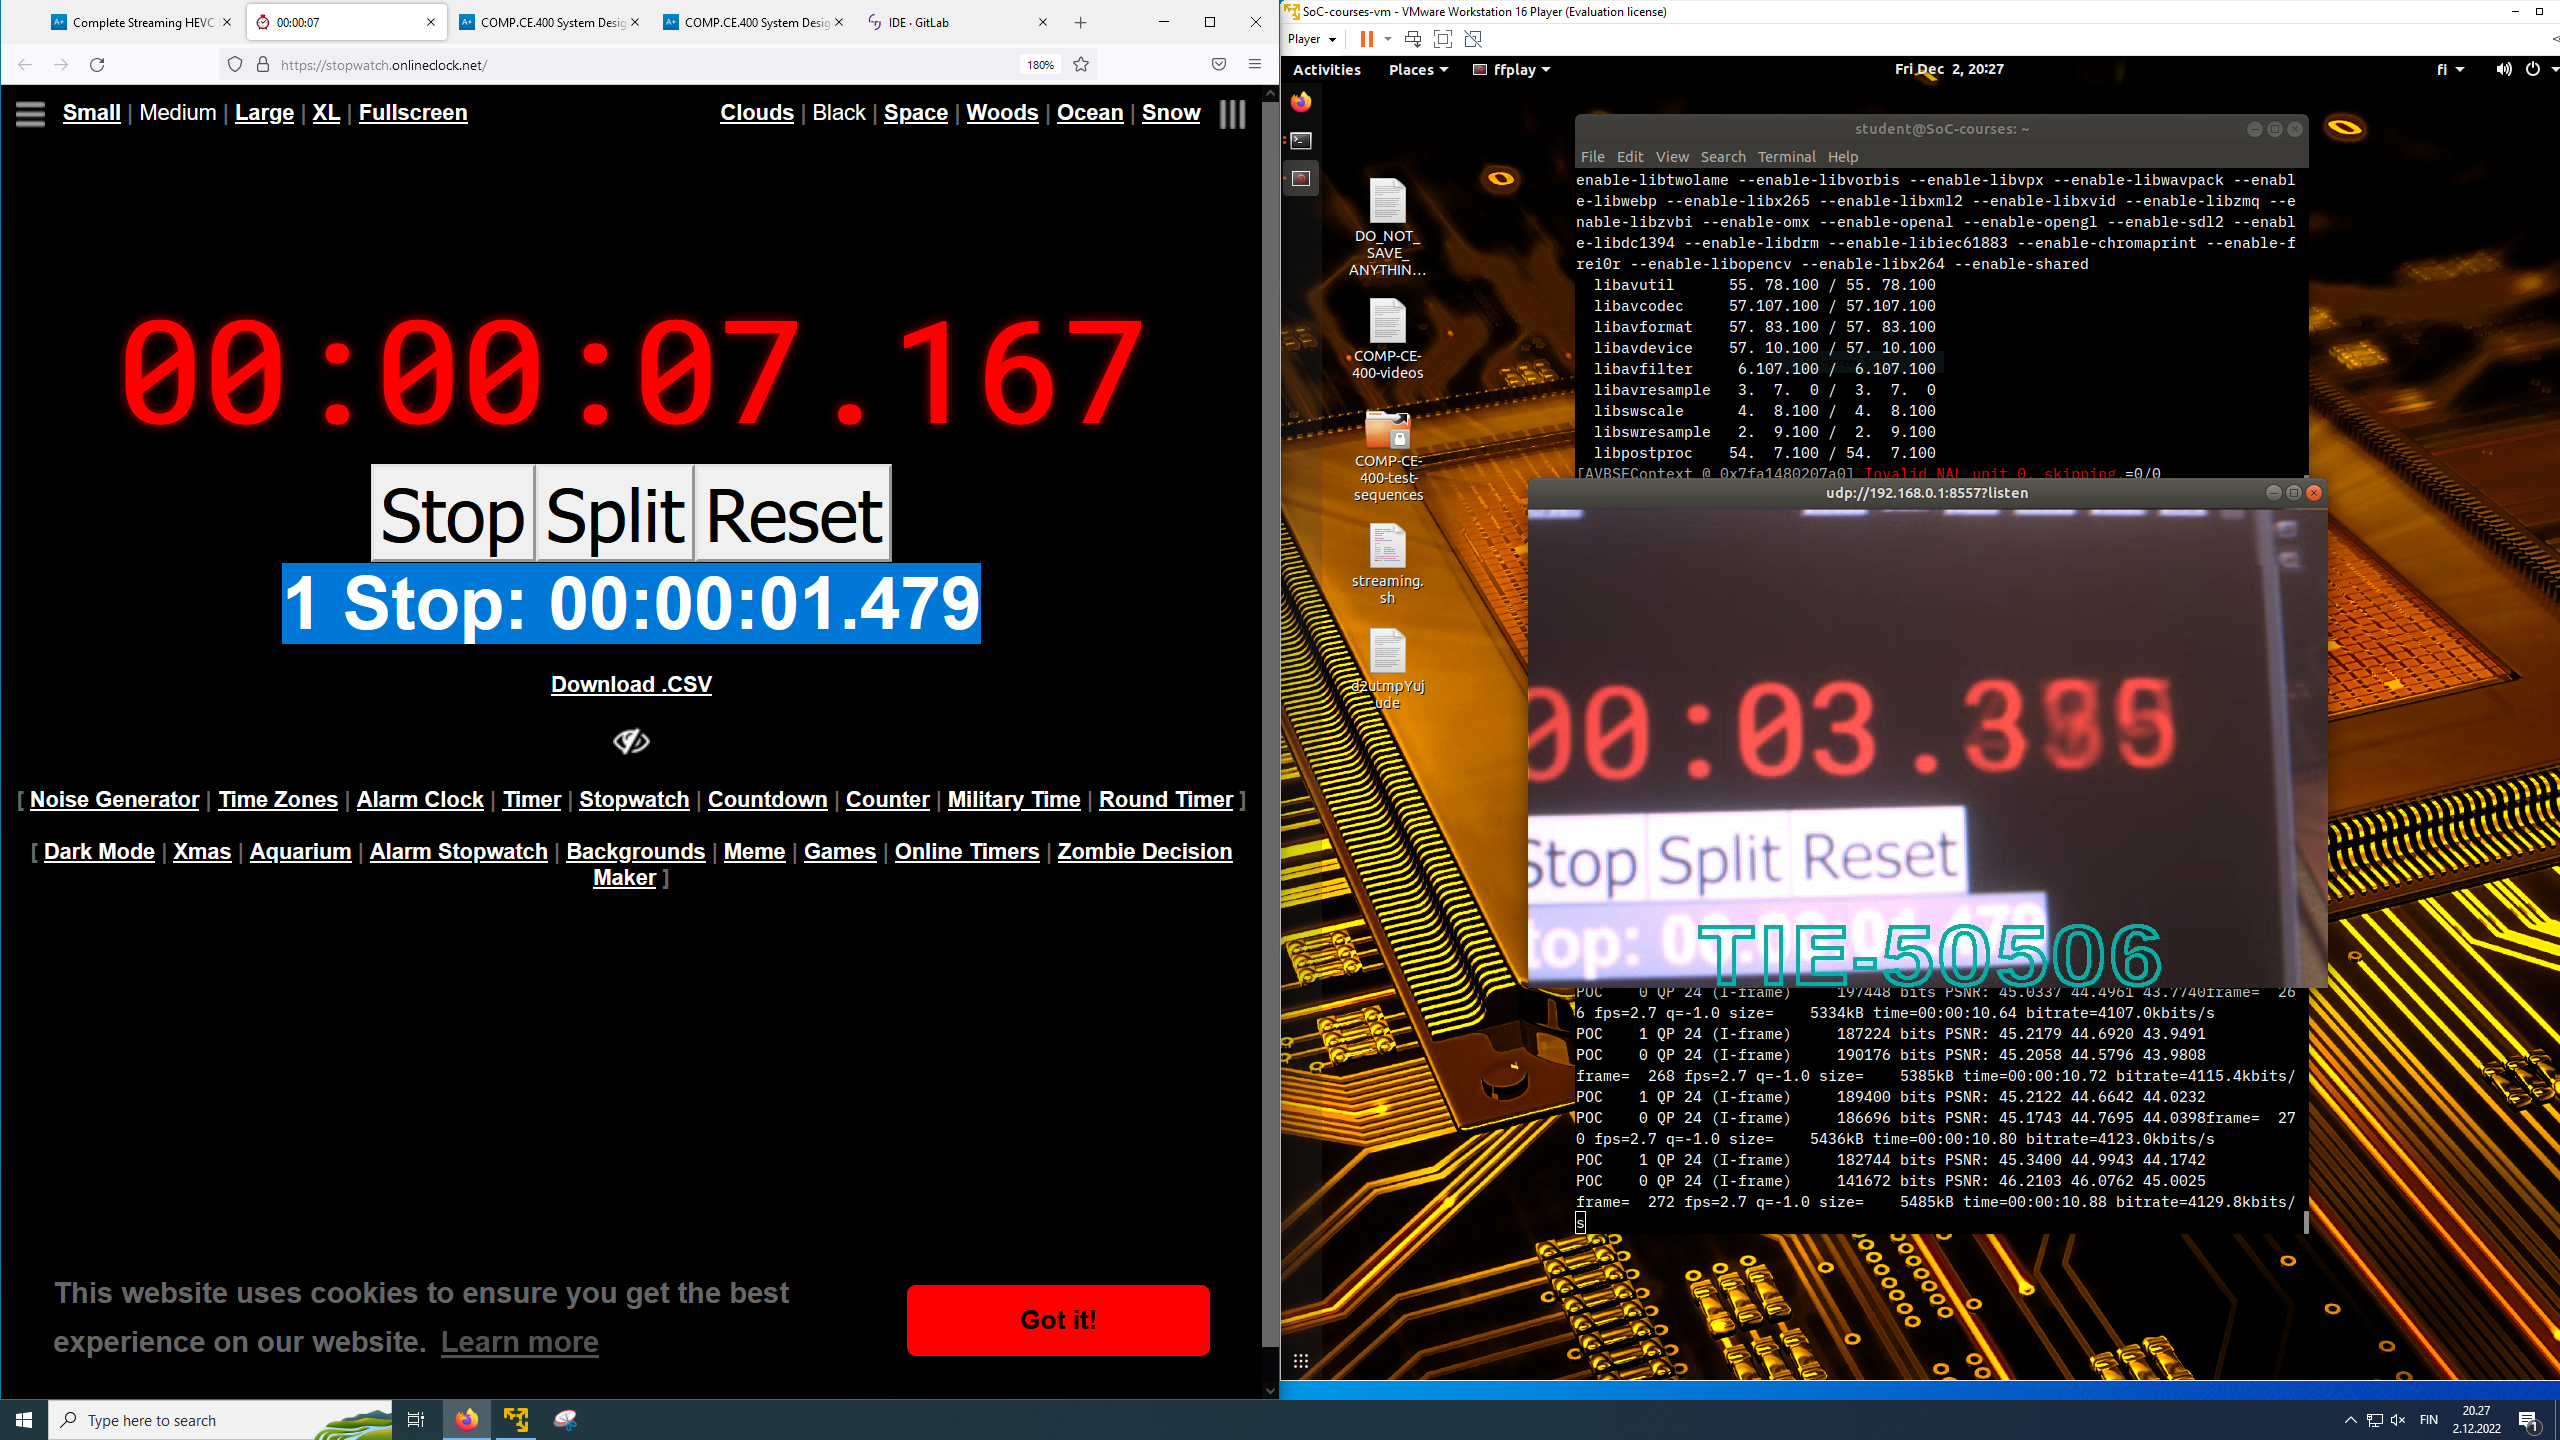 Complete Streaming HEVC
00:00:07
COMP.CE.400 System Desig
COMP.CE.400 System Desig
IDE · GitLab
https://stopwatch.onlineclock.net/
180%
Small | Medium | Large | XL | Fullscreen
Clouds | Black | Space | Woods | Ocean | Snow
00:00:07.167
Stop Split Reset
1 Stop: 00:00:01.479
Download .CSV
[ Noise Generator | Time Zones | Alarm Clock | Timer | Stopwatch | Countdown | Counter | Military Time | Round Timer ]
[ Dark Mode | Xmas | Aquarium | Alarm Stopwatch | Backgrounds | Meme | Games | Online Timers | Zombie Decision
Maker ]
This website uses cookies to ensure you get the best
experience on our website. Learn more
Got it!
SoC-courses-vm - VMware Workstation 16 Player (Evaluation license)
Player
Activities Places ffplay
Fri Dec 2, 20:27
fi
DO_NOT_
SAVE_
ANYTHIN...
COMP-CE-
400-videos
COMP-CE-
400-test-
sequences
streaming.
sh
d2utmpYuj
ude
student@SoC-courses: ~
File Edit View Search Terminal Help
enable-libtwolame --enable-libvorbis --enable-libvpx --enable-libwavpack --enabl
e-libwebp --enable-libx265 --enable-libxml2 --enable-libxvid --enable-libzmq --e
nable-libzvbi --enable-omx --enable-openal --enable-opengl --enable-sdl2 --enabl
e-libdc1394 --enable-libdrm --enable-libiec61883 --enable-chromaprint --enable-f
rei0r --enable-libopencv --enable-libx264 --enable-shared
libavutil 55. 78.100 / 55. 78.100
libavcodec 57.107.100 / 57.107.100
libavformat 57. 83.100 / 57. 83.100
libavdevice 57. 10.100 / 57. 10.100
libavfilter 6.107.100 / 6.107.100
libavresample 3. 7. 0 / 3. 7. 0
libswscale 4. 8.100 / 4. 8.100
libswresample 2. 9.100 / 2. 9.100
libpostproc 54. 7.100 / 54. 7.100
[AVBSFContext @ 0x7fa1480207a0] Invalid NAL unit 0, skipping.=0/0
udp://192.168.0.1:8557?listen
Stop Split Reset
TIE-50506
POC 0 QP 24 (I-frame) 197448 bits PSNR: 45.0337 44.4961 43.7740frame= 26
6 fps=2.7 q=-1.0 size= 5334kB time=00:00:10.64 bitrate=4107.0kbits/s
POC 1 QP 24 (I-frame) 187224 bits PSNR: 45.2179 44.6920 43.9491
POC 0 QP 24 (I-frame) 190176 bits PSNR: 45.2058 44.5796 43.9808
frame= 268 fps=2.7 q=-1.0 size= 5385kB time=00:00:10.72 bitrate=4115.4kbits/
POC 1 QP 24 (I-frame) 189400 bits PSNR: 45.2122 44.6642 44.0232
POC 0 QP 24 (I-frame) 186696 bits PSNR: 45.1743 44.7695 44.0398frame= 27
0 fps=2.7 q=-1.0 size= 5436kB time=00:00:10.80 bitrate=4123.0kbits/s
POC 1 QP 24 (I-frame) 182744 bits PSNR: 45.3400 44.9943 44.1742
POC 0 QP 24 (I-frame) 141672 bits PSNR: 46.2103 46.0762 45.0025
frame= 272 fps=2.7 q=-1.0 size= 5485kB time=00:00:10.88 bitrate=4129.8kbits/
s
Type here to search
FIN
20.27
2.12.2022
1